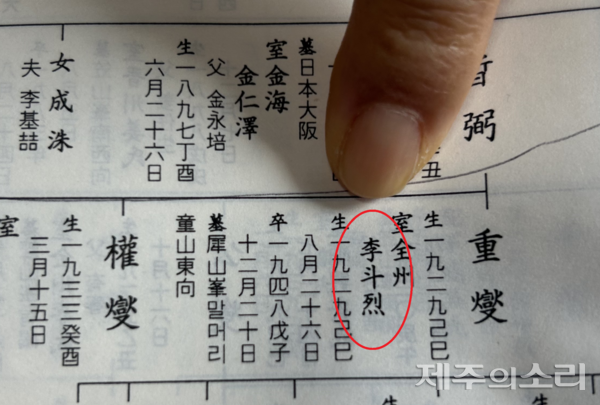 弼
丑
墓日本大阪
室金海
金仁澤
父 金永培
生一八九七丁酉
六月二十六日
女成洙
夫 李基喆
重燮
生一九二九己巳
室全州
李斗烈
生一九二九己巳
八月二十六日
卒一九四八戊子
十二月二十日
墓犀山峯말머리
童山東向
權燮
生一九三三癸酉
三月十五日
室
生
生
제주의소리